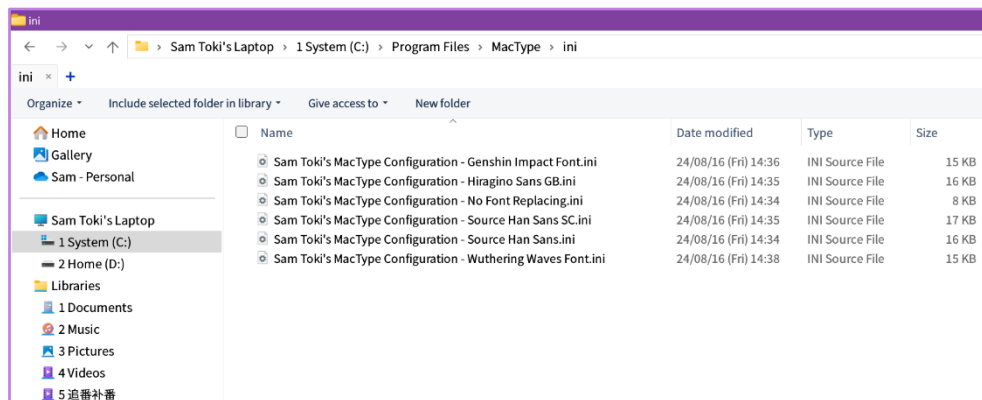 ini
Sam Toki's Laptop > 1 System (C:) > Program Files > MacType > ini
ini × +
Organize Include selected folder in library Give access to New folder
Home
Gallery
Sam - Personal
Sam Toki's Laptop
1 System (C:)
2 Home (D:)
Libraries
1 Documents
2 Music
3 Pictures
4 Videos
5 追番补番
Name Date modified Type Size
Sam Toki's MacType Configuration - Genshin Impact Font.ini 24/08/16 (Fri) 14:36 INI Source File 15 KB
Sam Toki's MacType Configuration - Hiragino Sans GB.ini 24/08/16 (Fri) 14:35 INI Source File 16 KB
Sam Toki's MacType Configuration - No Font Replacing.ini 24/08/16 (Fri) 14:34 INI Source File 8 KB
Sam Toki's MacType Configuration - Source Han Sans SC.ini 24/08/16 (Fri) 14:35 INI Source File 17 KB
Sam Toki's MacType Configuration - Source Han Sans.ini 24/08/16 (Fri) 14:34 INI Source File 16 KB
Sam Toki's MacType Configuration - Wuthering Waves Font.ini 24/08/16 (Fri) 14:38 INI Source File 15 KB